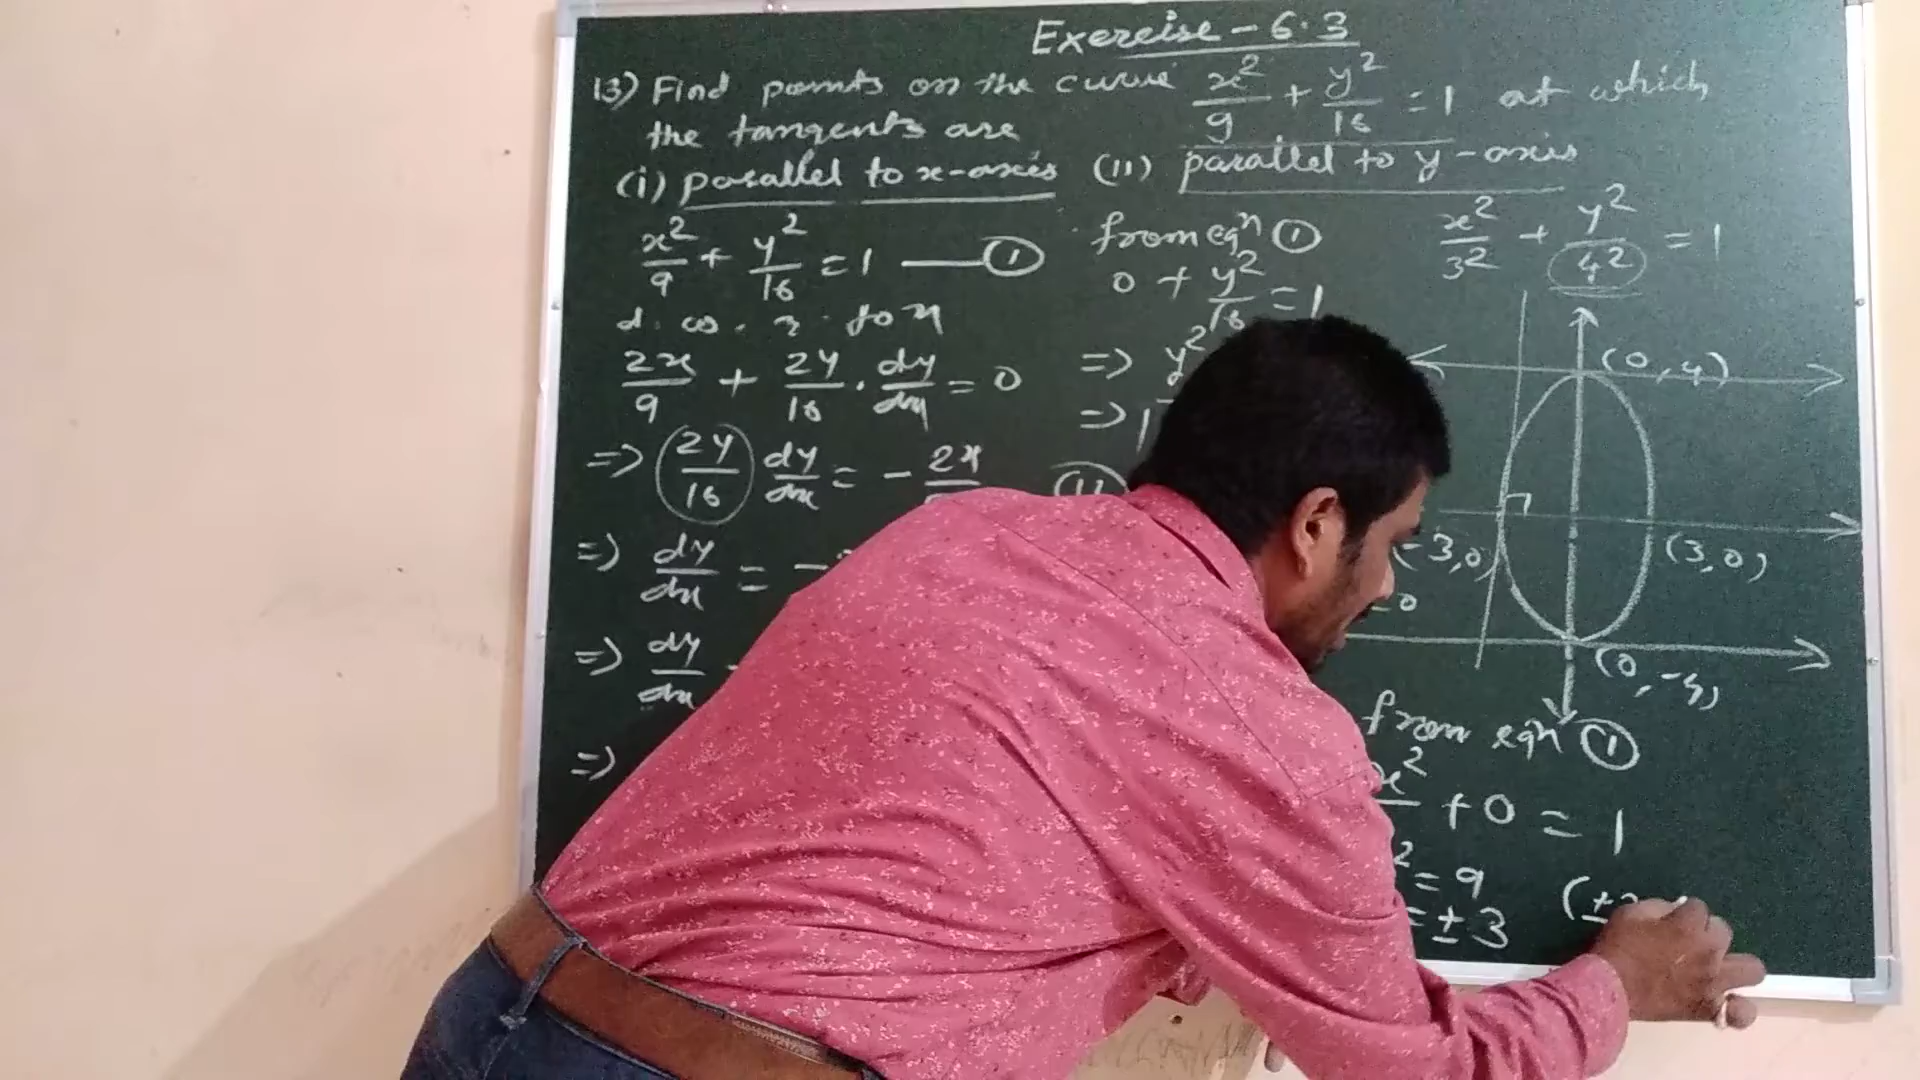 Exercise - 6.3
13) Find points on the curve x²/9 + y²/16 = 1 at which
the tangents are
(i) parallel to x-axis (ii) parallel to y-axis
x²/9 + y²/16 = 1 —— ①
d. w. r. to x
2x/9 + 2y/16 · dy/dx = 0
=> 2y/16 dy/dx = - 2x
=> dy/dx = -
=> dy/dx
=>
from eqn ①
0 + y²/16 = 1
=> y²
=>
(ii)
x²/3² + y²/4² = 1
(0, 4)
(-3, 0)
(3, 0)
(0, -4)
from eqn ①
x² + 0 = 1
² = 9
= ±3
(±3